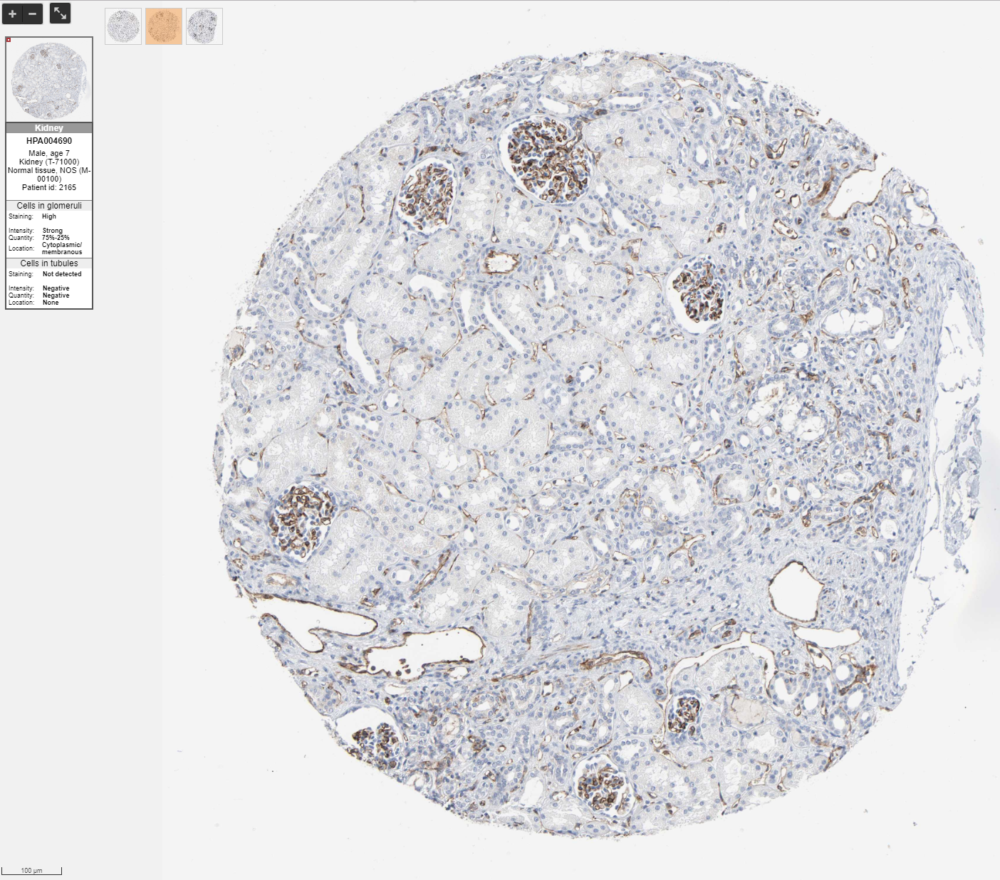 Kidney
HPA004690
Male, age 7
Kidney (T-71000)
Normal tissue, NOS (M-
00100)
Patient id: 2165
Cells in glomeruli
Staining: High
Intensity: Strong
Quantity: 75%-25%
Location: Cytoplasmic/
membranous
Cells in tubules
Staining: Not detected
Intensity: Negative
Quantity: Negative
Location: None
100 µm